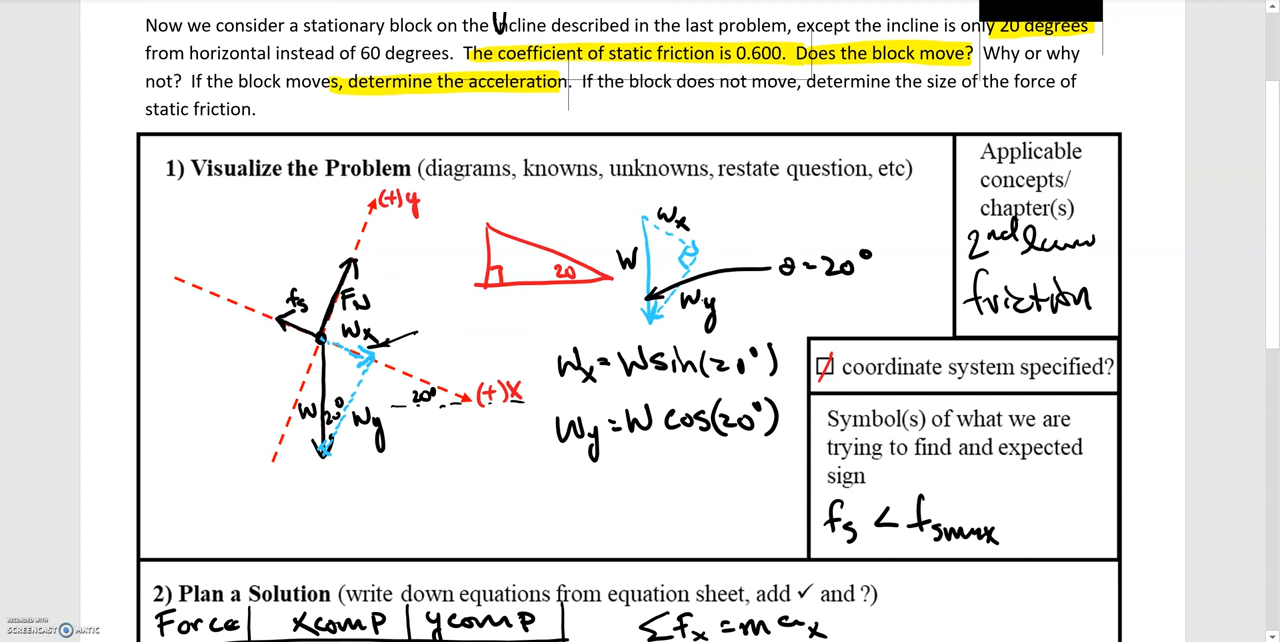 Now we consider a stationary block on the incline described in the last problem, except the incline is only 20 degrees
from horizontal instead of 60 degrees. The coefficient of static friction is 0.600. Does the block move? Why or why
not? If the block moves, determine the acceleration. If the block does not move, determine the size of the force of
static friction.
1) Visualize the Problem (diagrams, knowns, unknowns, restate question, etc)
Applicable
concepts/
chapter(s)
2nd law
friction
(+)y
fs
FN
Wx
W
20°
Wy
20°
(+)x
20
Wx
W
Wy
θ=20°
Wx = W sin(20°)
Wy = W cos(20°)
coordinate system specified?
Symbol(s) of what we are
trying to find and expected
sign
fs < fsmax
2) Plan a Solution (write down equations from equation sheet, add ✓ and ?)
Force | xcomp | ycomp |
Σfx = max
RECORDED WITH
SCREENCAST MATIC